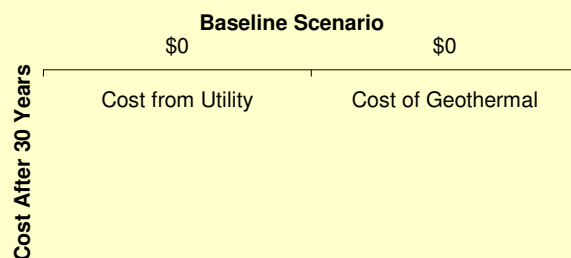 Baseline Scenario
$0 $0
Cost from Utility Cost of Geothermal
Cost After 30 Years